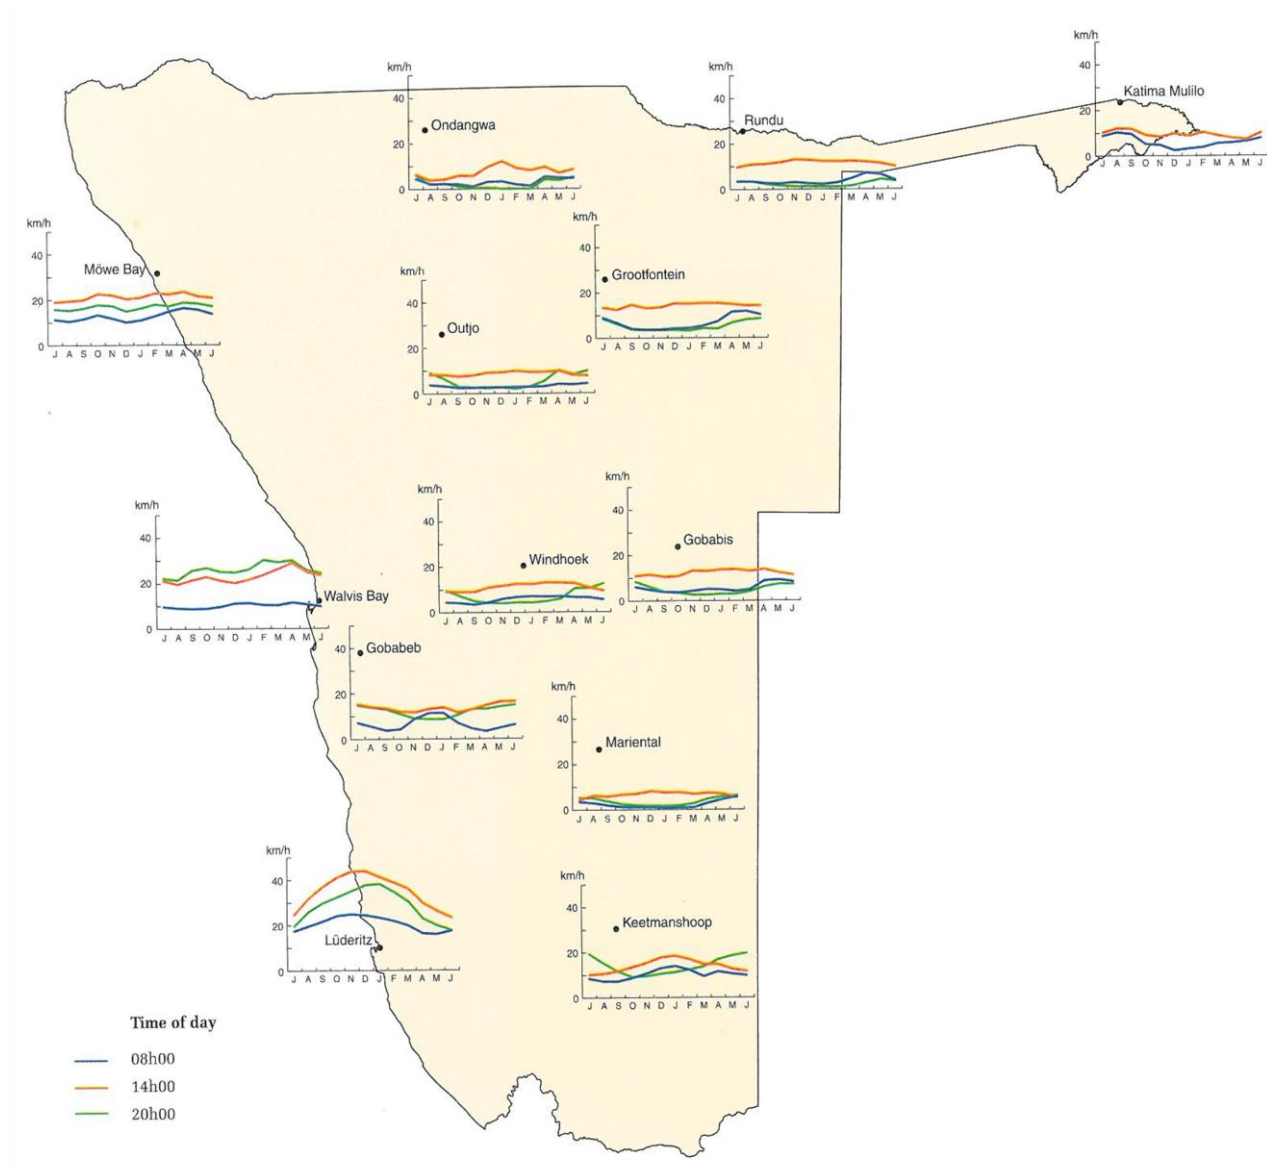 km/h
40
20
0
Katima Mulilo
J A S O N D J F M A M J
km/h
40
20
0
Ondangwa
J A S O N D J F M A M J
km/h
40
20
0
Rundu
J A S O N D J F M A M J
km/h
40
20
0
Möwe Bay
J A S O N D J F M A M J
km/h
40
20
0
Grootfontein
J A S O N D J F M A M J
km/h
40
20
0
Outjo
J A S O N D J F M A M J
km/h
40
20
0
Walvis Bay
J A S O N D J F M A M J
km/h
40
20
0
Windhoek
J A S O N D J F M A M J
km/h
40
20
0
Gobabis
J A S O N D J F M A M J
40
20
0
Gobabeb
J A S O N D J F M A M J
km/h
40
20
0
Mariental
J A S O N D J F M A M J
km/h
40
20
0
Lüderitz
J A S O N D J F M A M J
km/h
40
20
0
Keetmanshoop
J A S O N D J F M A M J
Time of day
08h00
14h00
20h00